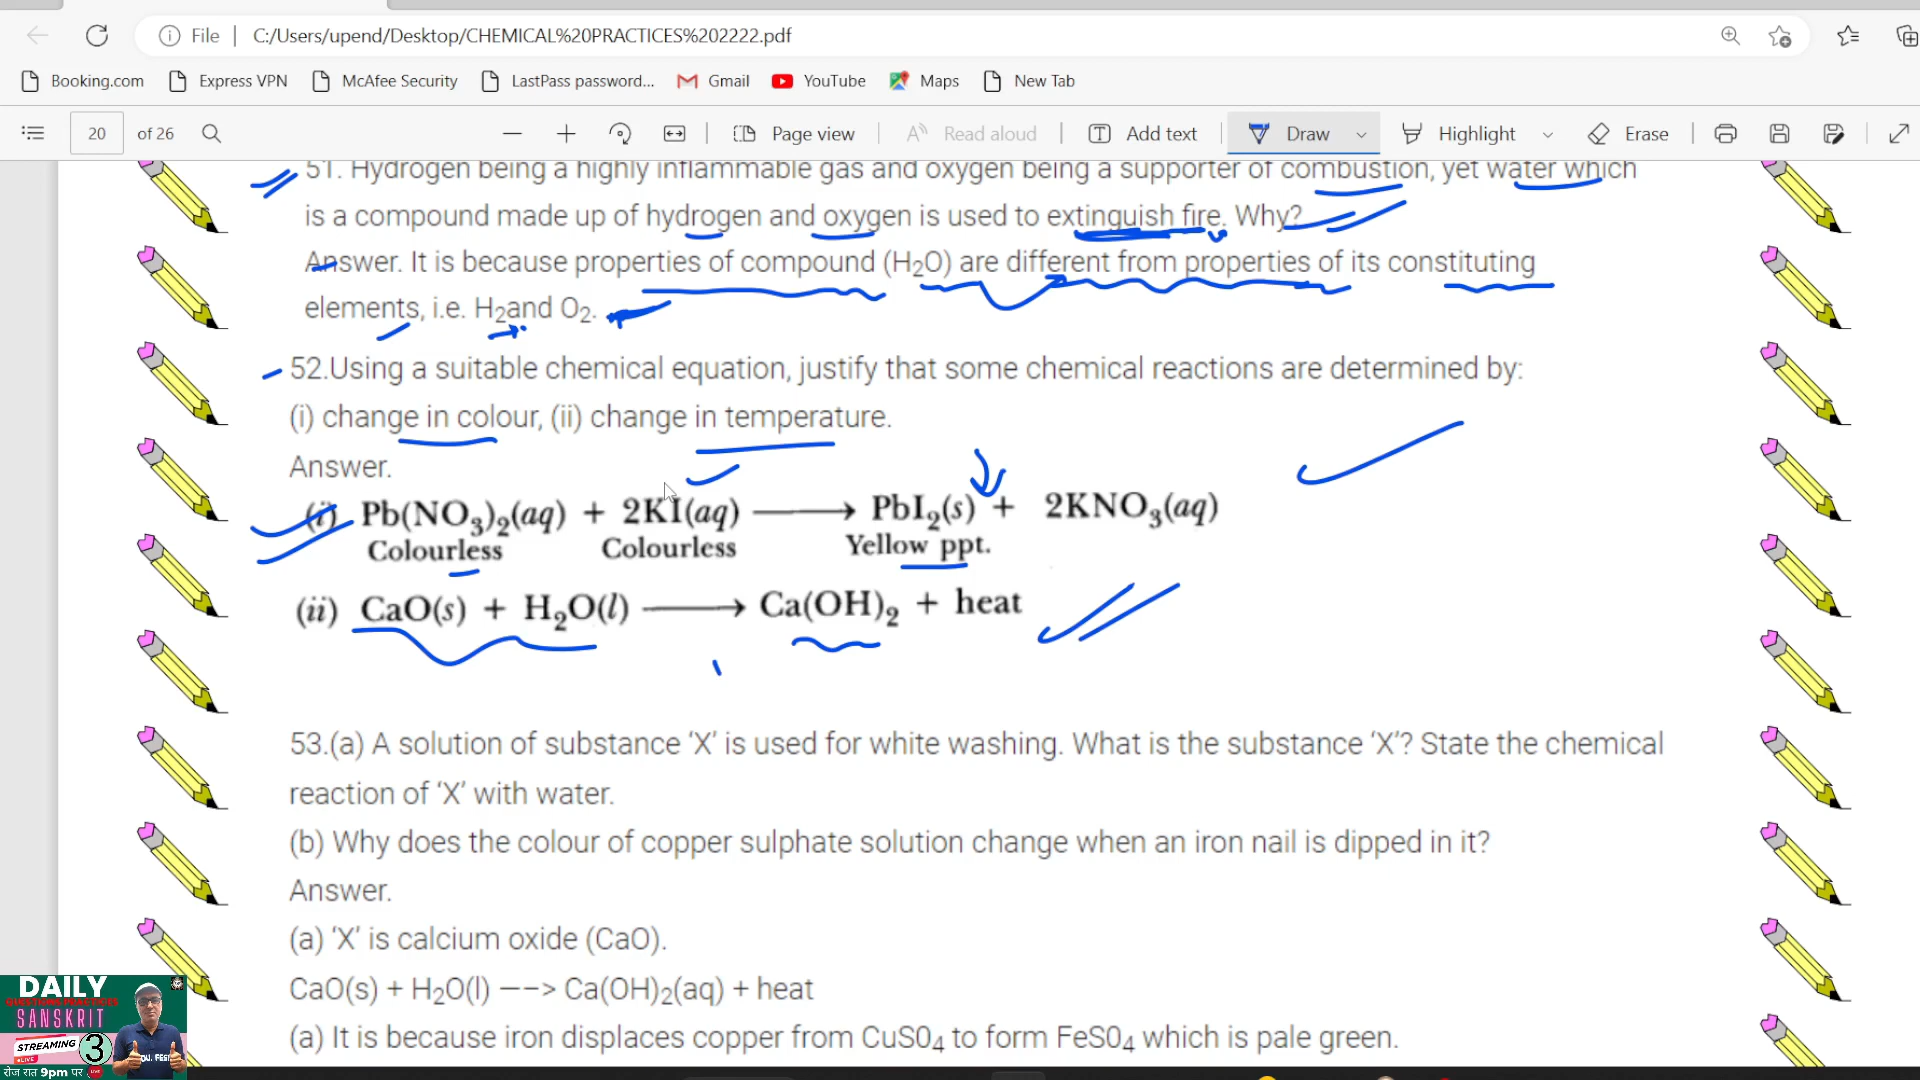 File C:/Users/upend/Desktop/CHEMICAL%20PRACTICES%202222.pdf
Booking.com Express VPN McAfee Security LastPass password... Gmail YouTube Maps New Tab
20 of 26 Page view Read aloud Add text Draw Highlight Erase
51. Hydrogen being a highly inflammable gas and oxygen being a supporter of combustion, yet water which
is a compound made up of hydrogen and oxygen is used to extinguish fire. Why?
Answer. It is because properties of compound (H₂O) are different from properties of its constituting
elements, i.e. H₂and O₂.
52.Using a suitable chemical equation, justify that some chemical reactions are determined by:
(i) change in colour, (ii) change in temperature.
Answer.
(i) Pb(NO₃)₂(aq) + 2KI(aq) ⟶ PbI₂(s) + 2KNO₃(aq)
Colourless Colourless Yellow ppt.
(ii) CaO(s) + H₂O(l) ⟶ Ca(OH)₂ + heat
53.(a) A solution of substance ‘X’ is used for white washing. What is the substance ‘X’? State the chemical
reaction of ‘X’ with water.
(b) Why does the colour of copper sulphate solution change when an iron nail is dipped in it?
Answer.
(a) ‘X’ is calcium oxide (CaO).
CaO(s) + H₂O(l) ——> Ca(OH)₂(aq) + heat
(a) It is because iron displaces copper from CuS0₄ to form FeS0₄ which is pale green.
DAILY
QUESTIONS PRACTICES
SANSKRIT
STREAMING 3
LIVE
रोज रात 9pm पर LIVE